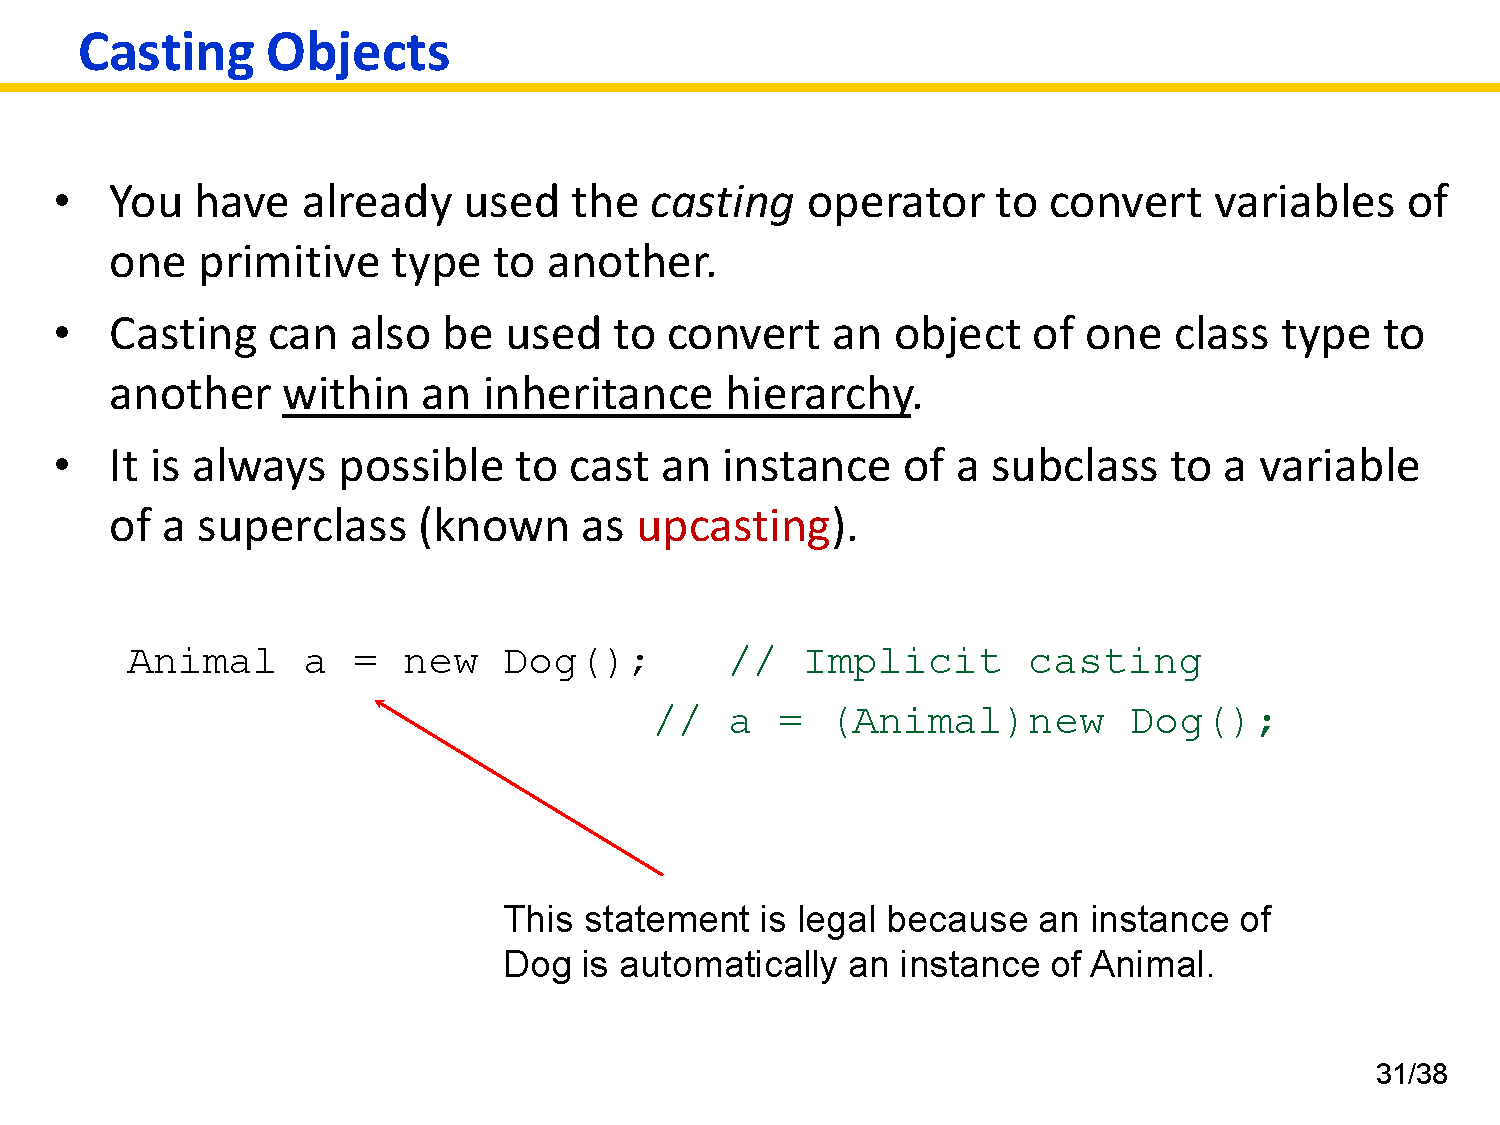 Casting Objects
• You have already used the casting operator to convert variables of
one primitive type to another.
• Casting can also be used to convert an object of one class type to
another within an inheritance hierarchy.
• It is always possible to cast an instance of a subclass to a variable
of a superclass (known as upcasting).
Animal a = new Dog(); // Implicit casting
// a = (Animal)new Dog();
This statement is legal because an instance of
Dog is automatically an instance of Animal.
31/38